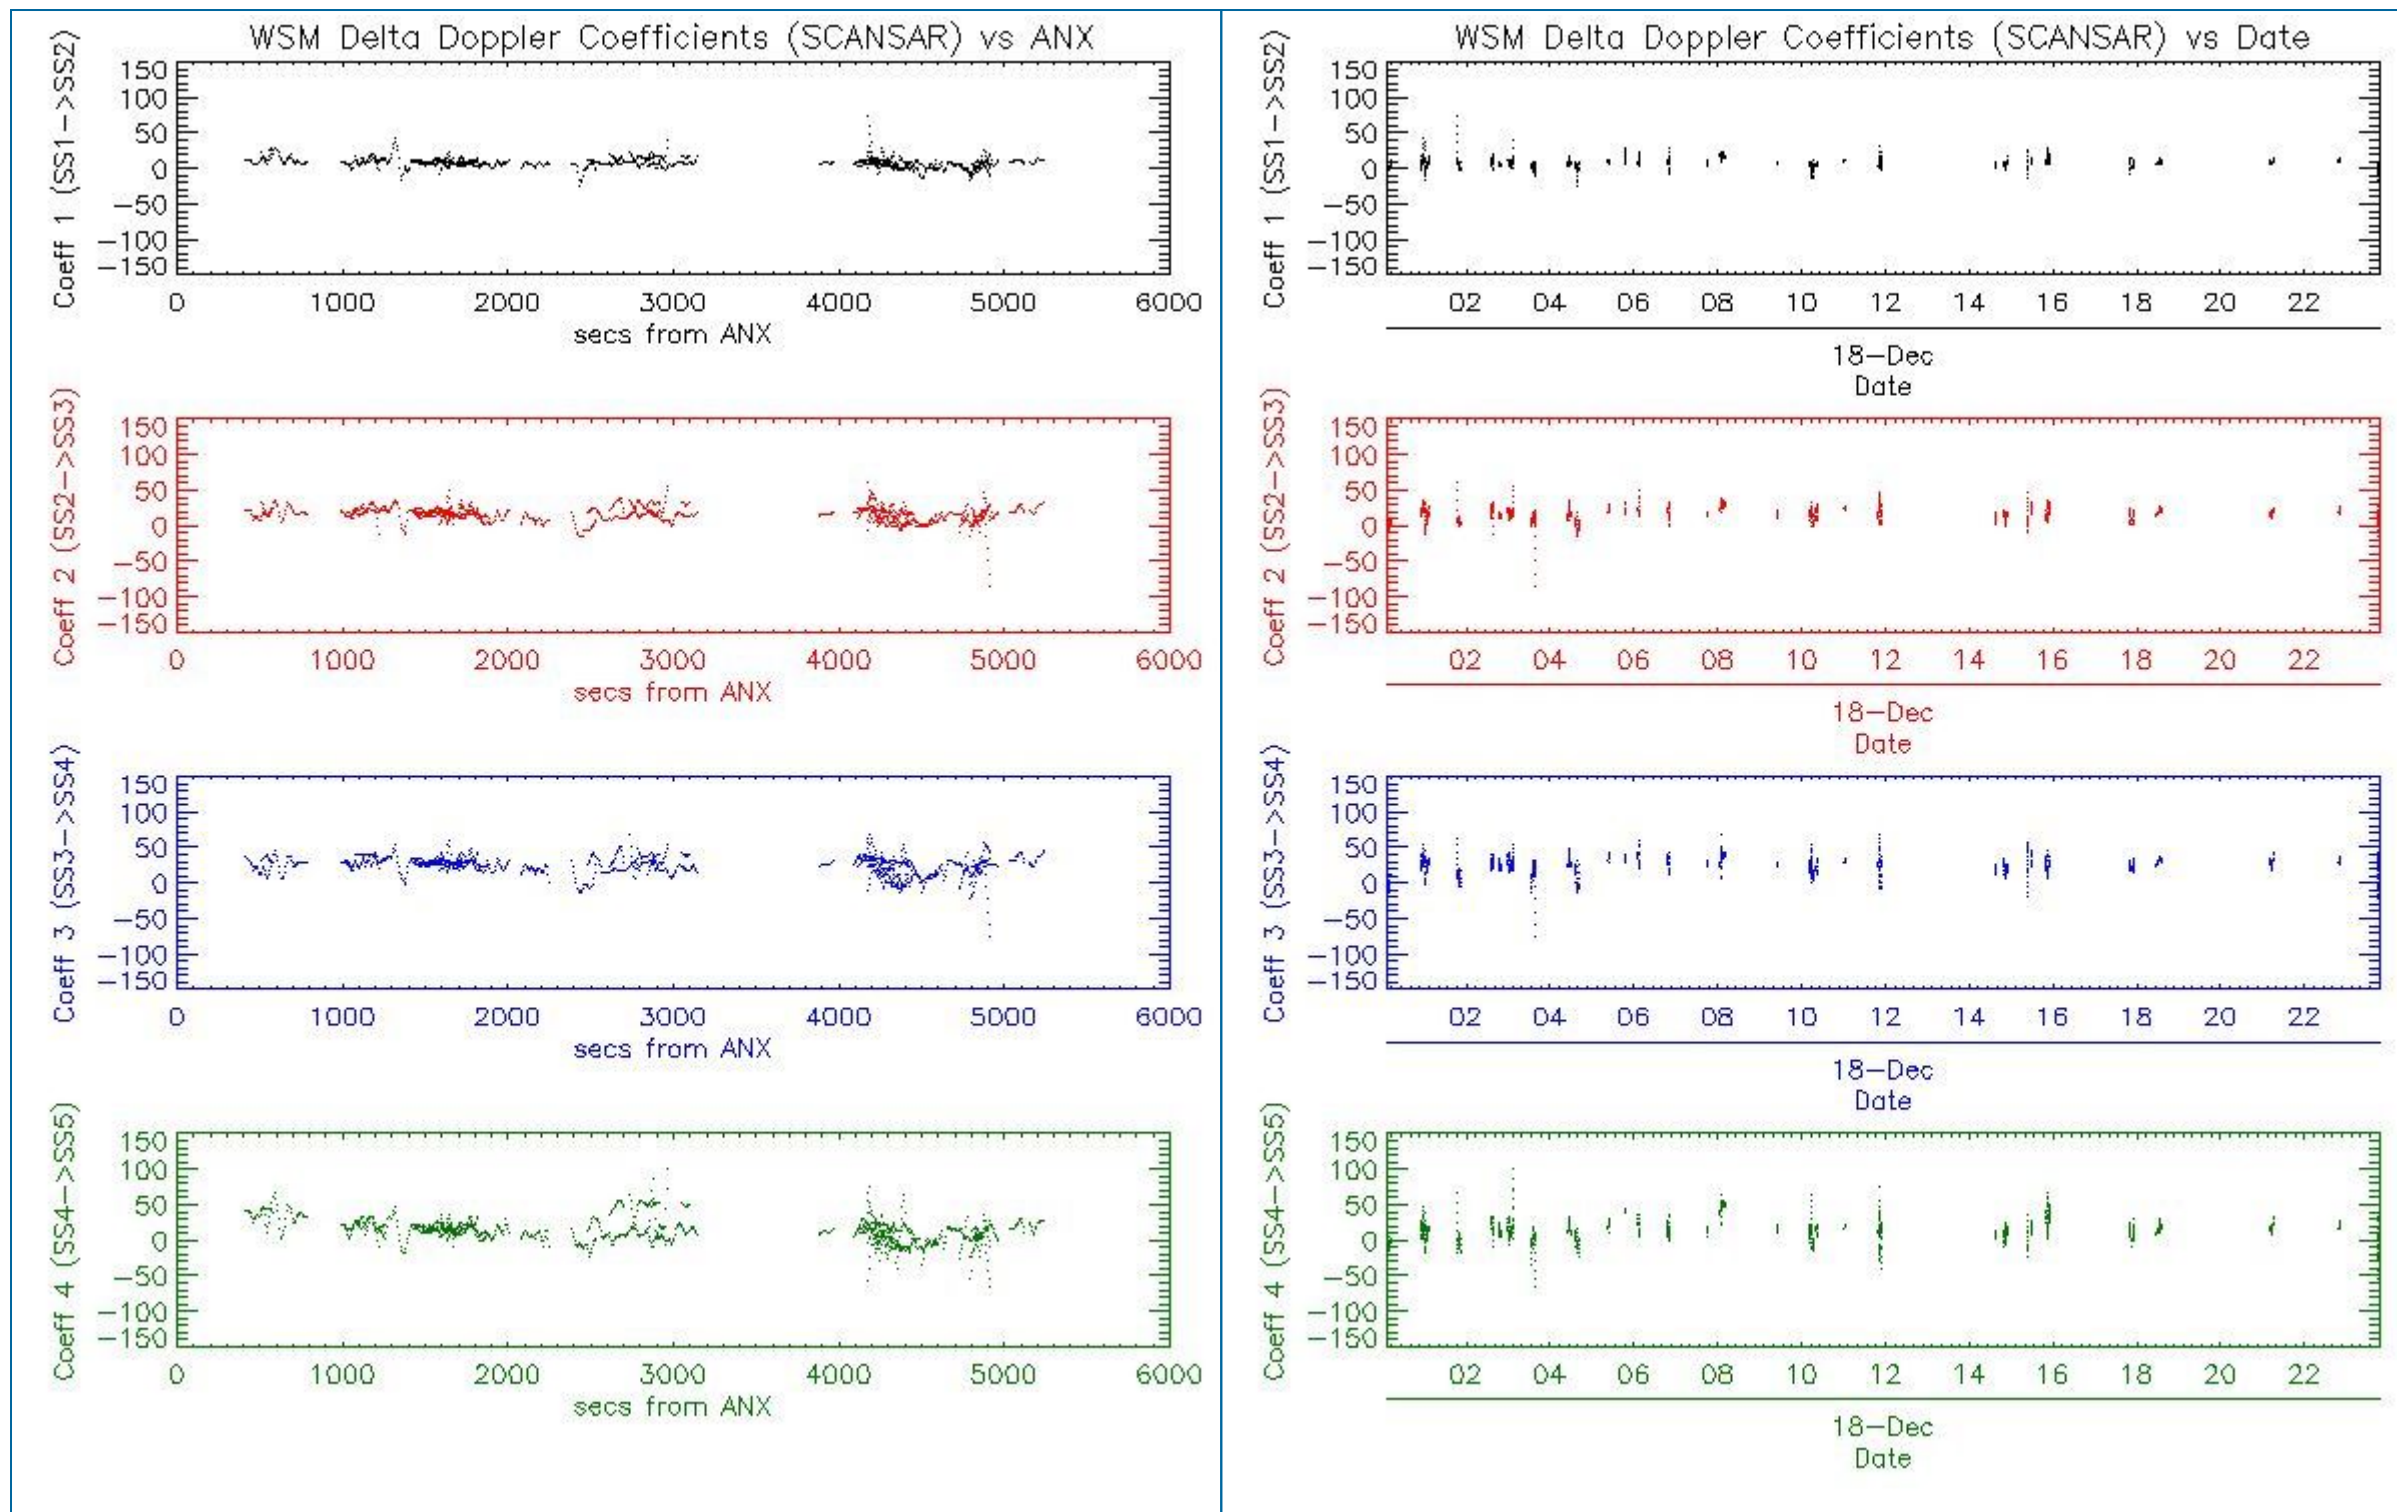 WSM Delta Doppler Coefficients (SCANSAR) vs ANX
Coeff 1 (SS1->SS2)
150
100
50
0
-50
-100
-150
0 1000 2000 3000 4000 5000 6000
secs from ANX
Coeff 2 (SS2->SS3)
150
100
50
0
-50
-100
-150
0 1000 2000 3000 4000 5000 6000
secs from ANX
Coeff 3 (SS3->SS4)
150
100
50
0
-50
-100
-150
0 1000 2000 3000 4000 5000 6000
secs from ANX
Coeff 4 (SS4->SS5)
150
100
50
0
-50
-100
-150
0 1000 2000 3000 4000 5000 6000
secs from ANX
WSM Delta Doppler Coefficients (SCANSAR) vs Date
Coeff 1 (SS1->SS2)
150
100
50
0
-50
-100
-150
02 04 06 08 10 12 14 16 18 20 22
18-Dec
Date
Coeff 2 (SS2->SS3)
150
100
50
0
-50
-100
-150
02 04 06 08 10 12 14 16 18 20 22
18-Dec
Date
Coeff 3 (SS3->SS4)
150
100
50
0
-50
-100
-150
02 04 06 08 10 12 14 16 18 20 22
18-Dec
Date
Coeff 4 (SS4->SS5)
150
100
50
0
-50
-100
-150
02 04 06 08 10 12 14 16 18 20 22
18-Dec
Date